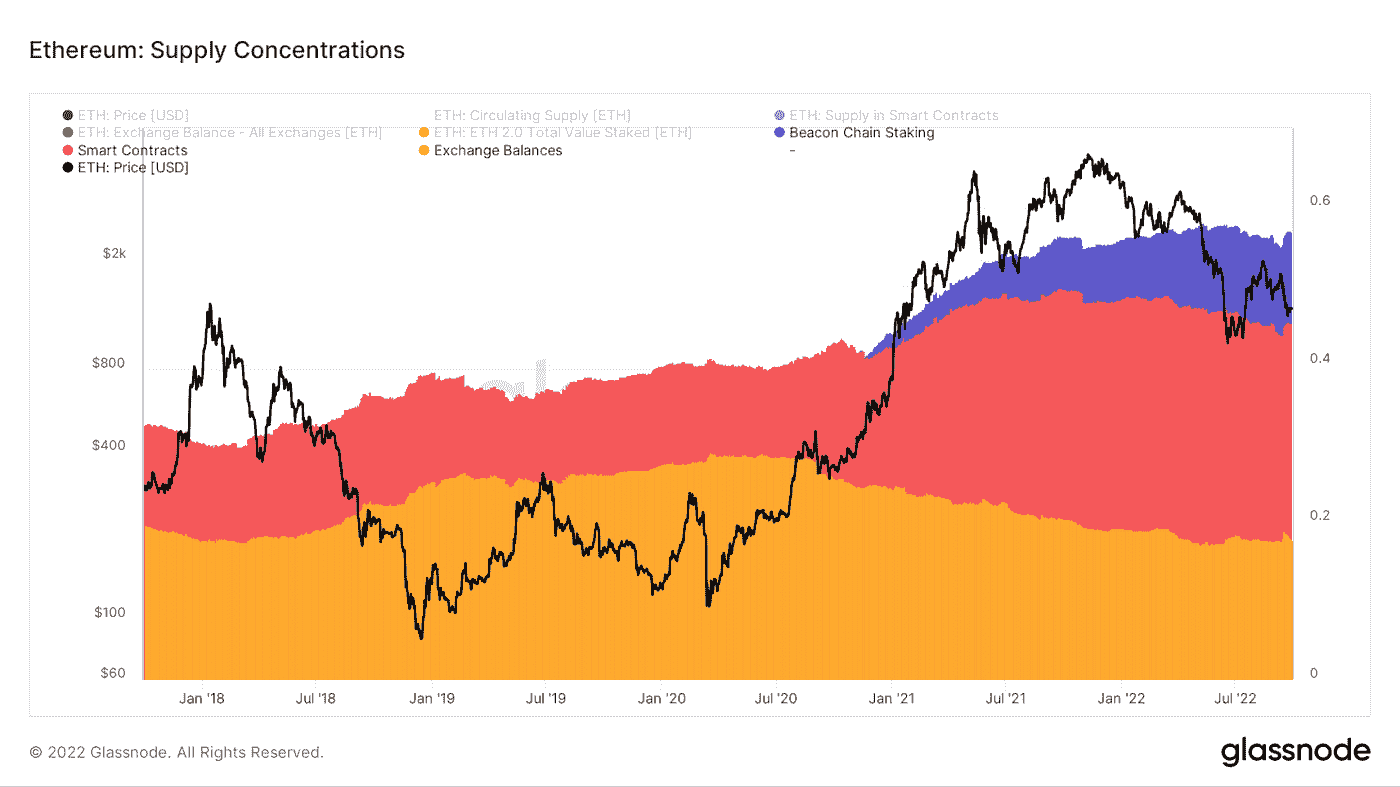 Ethereum: Supply Concentrations
ETH: Price [USD] ETH: Circulating Supply [ETH] ETH: Supply in Smart Contracts
ETH: Exchange Balance - All Exchanges [ETH] ETH: ETH 2.0 Total Value Staked [ETH] Beacon Chain Staking
Smart Contracts Exchange Balances –
ETH: Price [USD]
0.6
$2k
$800
0.4
$400
0.2
$100
$60
0
Jan '18 Jul '18 Jan '19 Jul '19 Jan '20 Jul '20 Jan '21 Jul '21 Jan '22 Jul '22
© 2022 Glassnode. All Rights Reserved.
glassnode